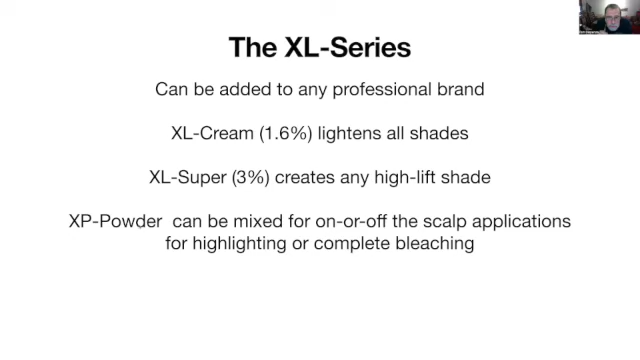 The XL-Series
Can be added to any professional brand
XL-Cream (1.6%) lightens all shades
XL-Super (3%) creates any high-lift shade
XP-Powder  can be mixed for on-or-off the scalp applications
for highlighting or complete bleaching